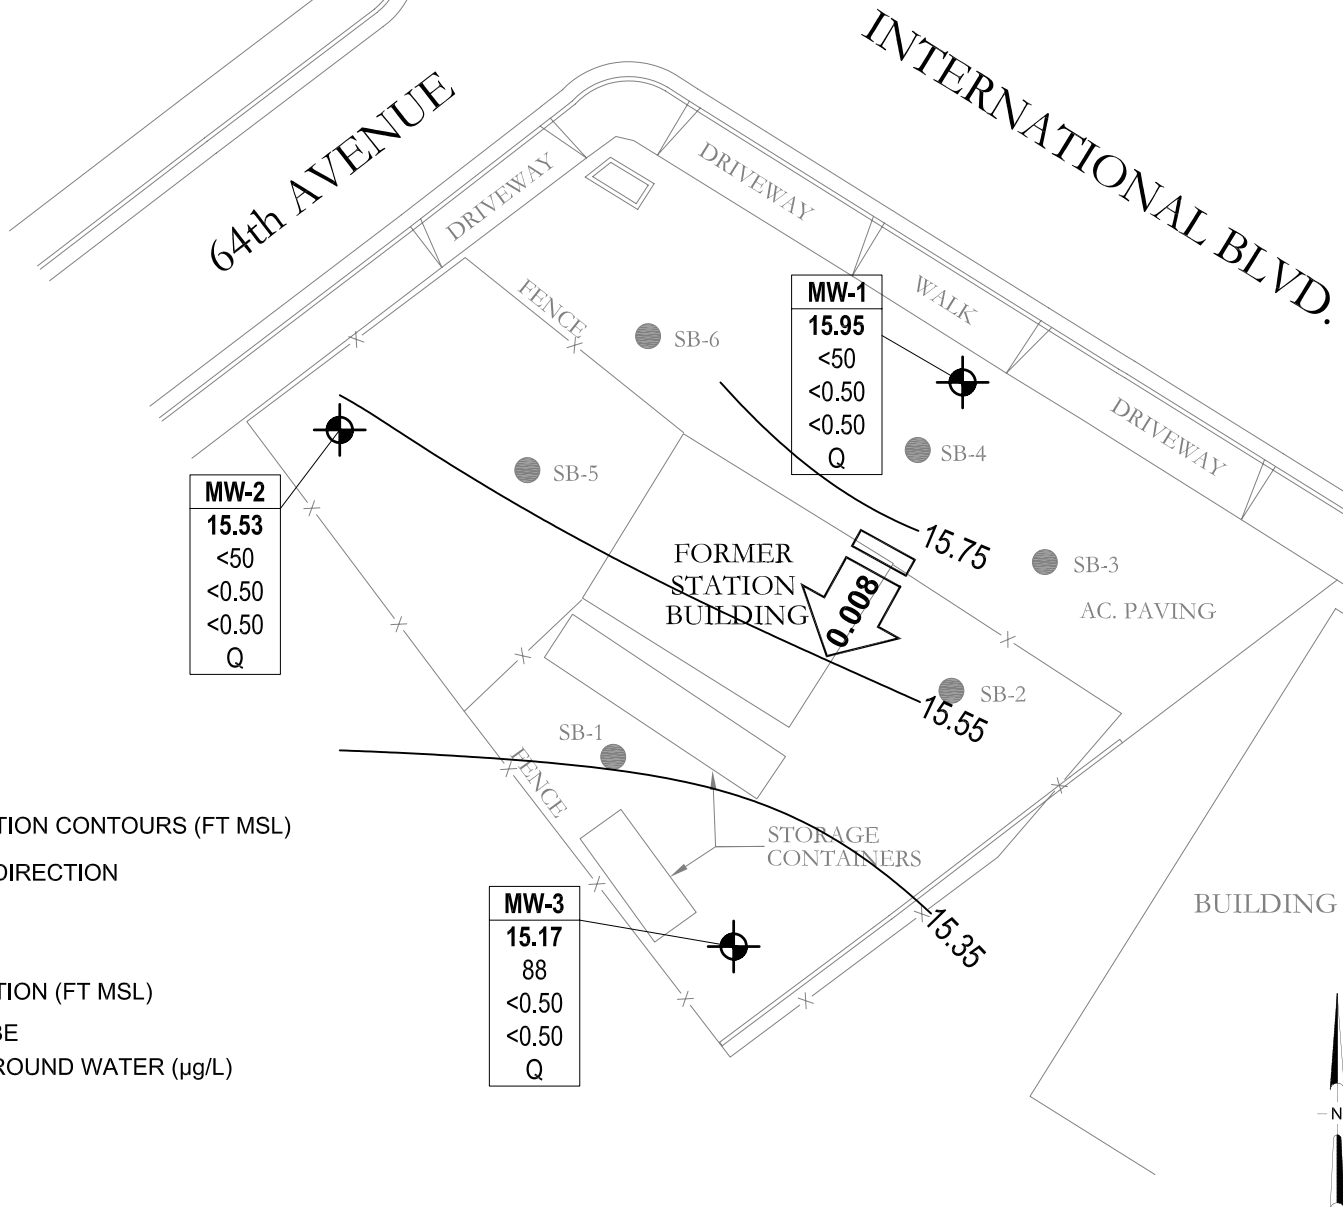 INTERNATIONAL BLVD.
64th AVENUE
DRIVEWAY
DRIVEWAY
WALK
DRIVEWAY
FENCE
SB-6
MW-1
15.95
<50
<0.50
<0.50
Q
SB-4
SB-5
MW-2
15.53
<50
<0.50
<0.50
Q
15.75
SB-3
AC. PAVING
FORMER
STATION
BUILDING
0.008
SB-2
15.55
SB-1
FENCE
STORAGE
CONTAINERS
BUILDING
15.35
MW-3
15.17
88
<0.50
<0.50
Q
TION CONTOURS (FT MSL)
DIRECTION
TION (FT MSL)
BE
ROUND WATER (µg/L)
N